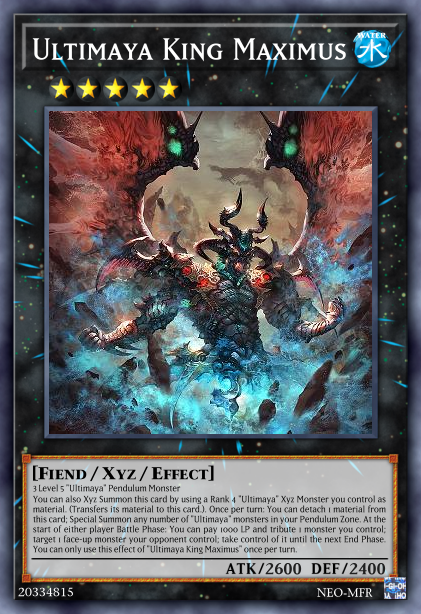 ULTIMAYA KING MAXIMUS
WATER
水
[FIEND / XYZ / EFFECT]
3 Level 5 "Ultimaya" Pendulum Monster
You can also Xyz Summon this card by using a Rank 4 "Ultimaya" Xyz Monster you control as
material. (Transfers its material to this card.). Once per turn: You can detach 1 material from
this card; Special Summon any number of "Ultimaya" monsters in your Pendulum Zone. At the
start of either player Battle Phase: You can pay 1000 LP and tribute 1 monster you control;
target 1 face-up monster your opponent control; take control of it until the next End Phase.
You can only use this effect of "Ultimaya King Maximus" once per turn.
ATK/2600 DEF/2400
20334815
NEO-MFR